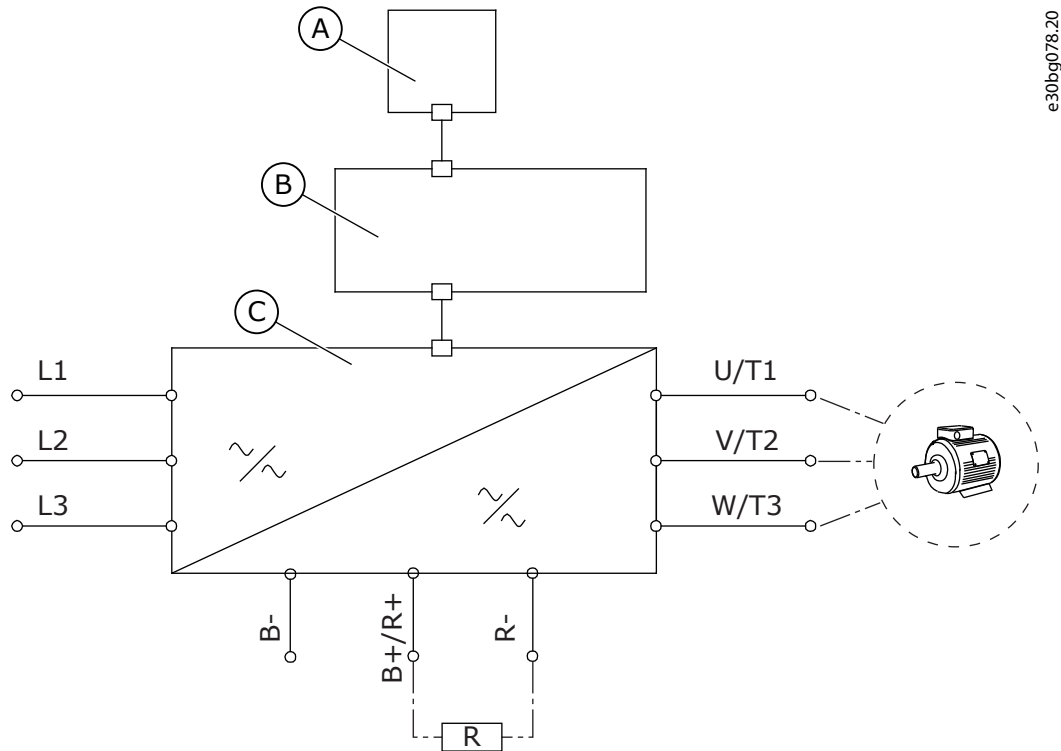 A
e30bg078.20
B
C
L1
U/T1
L2
V/T2
L3
W/T3
B-
B+/R+
R-
R